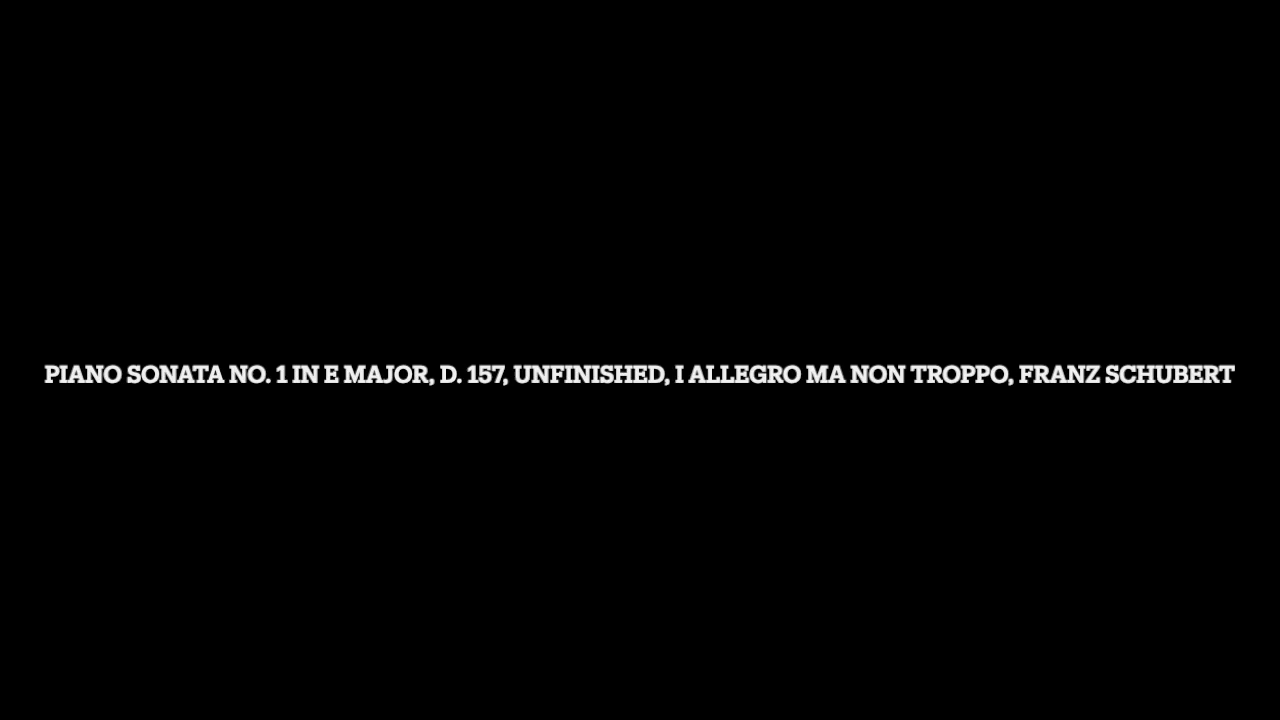 PIANO SONATA NO. 1 IN E MAJOR, D. 157, UNFINISHED, I ALLEGRO MA NON TROPPO, FRANZ SCHUBERT